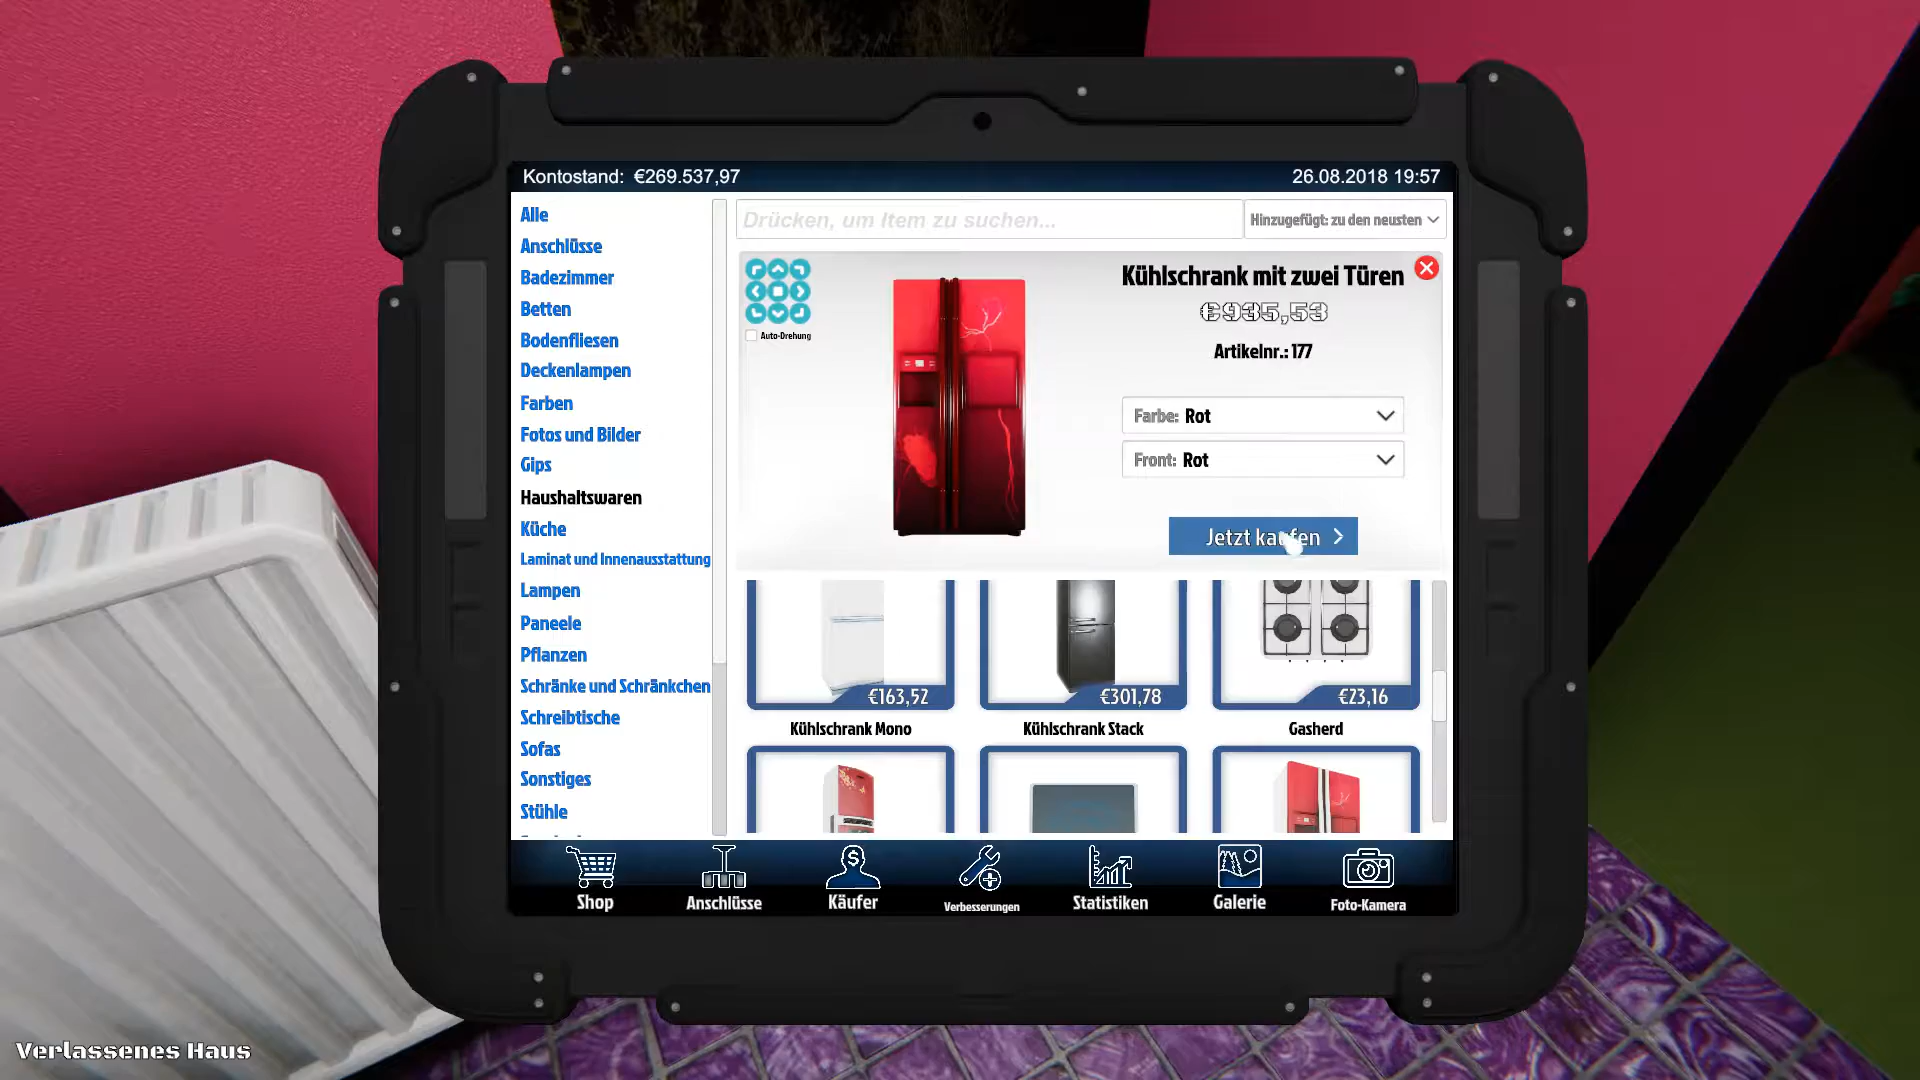 Kontostand: €269.537,97
26.08.2018 19:57
Alle
Anschlüsse
Badezimmer
Betten
Bodenfliesen
Deckenlampen
Farben
Fotos und Bilder
Gips
Haushaltswaren
Küche
Laminat und Innenausstattung
Lampen
Paneele
Pflanzen
Schränke und Schränkchen
Schreibtische
Sofas
Sonstiges
Stühle
Drücken, um Item zu suchen...
Hinzugefügt: zu den neusten
Auto-Drehung
Kühlschrank mit zwei Türen
€935,53
Artikelnr.: 177
Farbe: Rot
Front: Rot
Jetzt kaufen
€163,52
€301,78
€23,16
Kühlschrank Mono
Kühlschrank Stack
Gasherd
Shop
Anschlüsse
Käufer
Verbesserungen
Statistiken
Galerie
Foto-Kamera
Verlassenes Haus